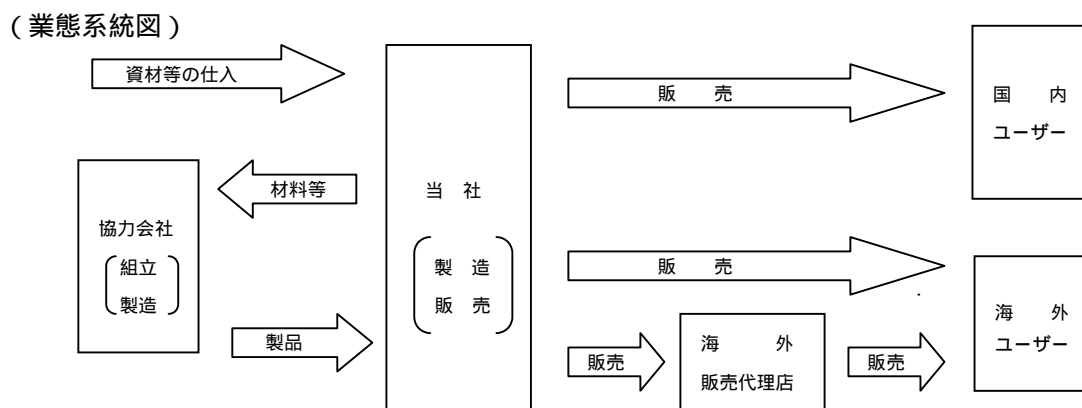 (業態系統図)
資材等の仕入
販 売
国 内
ユーザー
材料等
当 社
協力会社
組立
製造
製 造
販 売
販 売
製品
海 外
ユーザー
販売
海 外
販売代理店
販売